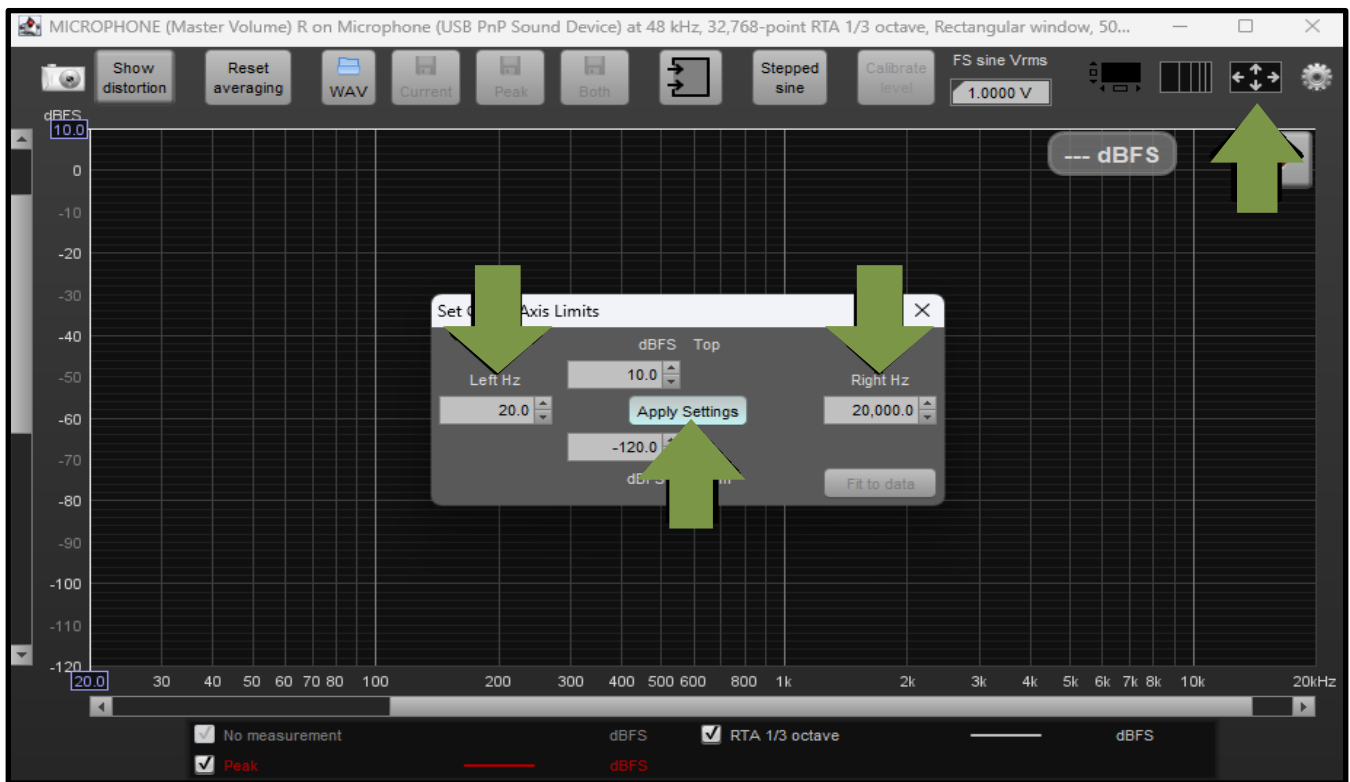 MICROPHONE (Master Volume) R on Microphone (USB PnP Sound Device) at 48 kHz, 32,768-point RTA 1/3 octave, Rectangular window, 50...
Show distortion
Reset averaging
WAV
Current
Peak
Both
Stepped sine
Calibrate level
FS sine Vrms
1.0000 V
dBFS
10.0
--- dBFS
0
-10
-20
-30
-40
-50
-60
-70
-80
-90
-100
-110
-120
Set Axis Limits
dBFS Top
Left Hz
10.0
Right Hz
20.0
Apply Settings
20,000.0
-120.0
Fit to data
20.0 30 40 50 60 70 80 100 200 300 400 500 600 800 1k 2k 3k 4k 5k 6k 7k 8k 10k 20kHz
No measurement dBFS
RTA 1/3 octave dBFS
Peak dBFS